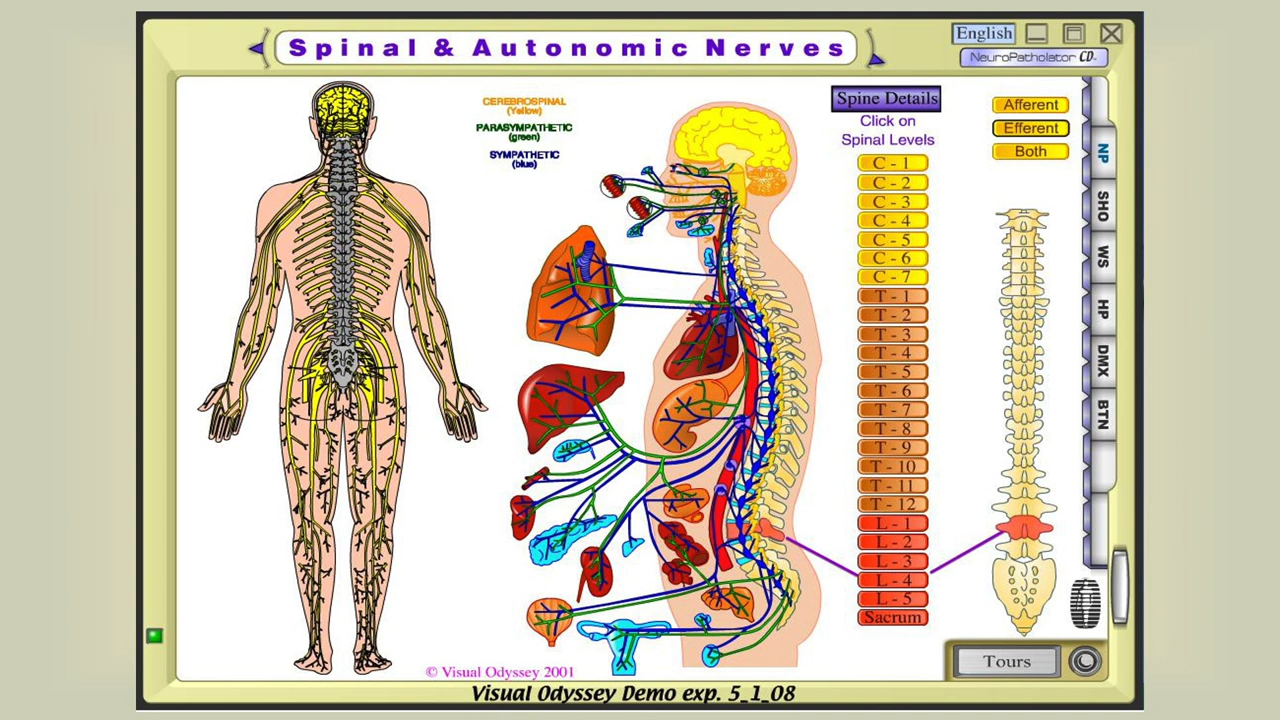 Spinal & Autonomic Nerves
English
NeuroPatholator CD
CEREBROSPINAL
(Yellow)
PARASYMPATHETIC
(green)
SYMPATHETIC
(blue)
Spine Details
Click on
Spinal Levels
C - 1
C - 2
C - 3
C - 4
C - 5
C - 6
C - 7
T - 1
T - 2
T - 3
T - 4
T - 5
T - 6
T - 7
T - 8
T - 9
T - 10
T - 11
T - 12
L - 1
L - 2
L - 3
L - 4
L - 5
Sacrum
Afferent
Efferent
Both
NP
SHO
WS
HP
DMX
BTN
Tours
© Visual Odyssey 2001
Visual Odyssey Demo exp. 5_1_08